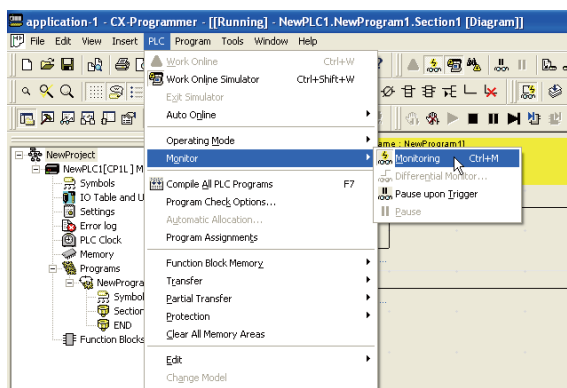 application-1 - CX-Programmer - [[Running] - NewPLC1.NewProgram1.Section1 [Diagram]]
File Edit View Insert PLC Program Tools Window Help
Work Online Ctrl+W
Work Online Simulator Ctrl+Shift+W
Exit Simulator
Auto Online
Operating Mode
Monitor
Compile All PLC Programs F7
Program Check Options...
Automatic Allocation...
Program Assignments
Function Block Memory
Transfer
Partial Transfer
Protection
Clear All Memory Areas
Edit
Change Model
Name : NewProgram1]
Monitoring Ctrl+M
Differential Monitor...
Pause upon Trigger
Pause
NewProject
NewPLC1[CP1L] M
Symbols
IO Table and U
Settings
Error log
PLC Clock
Memory
Programs
NewProgra
Symbol
Section
END
Function Blocks